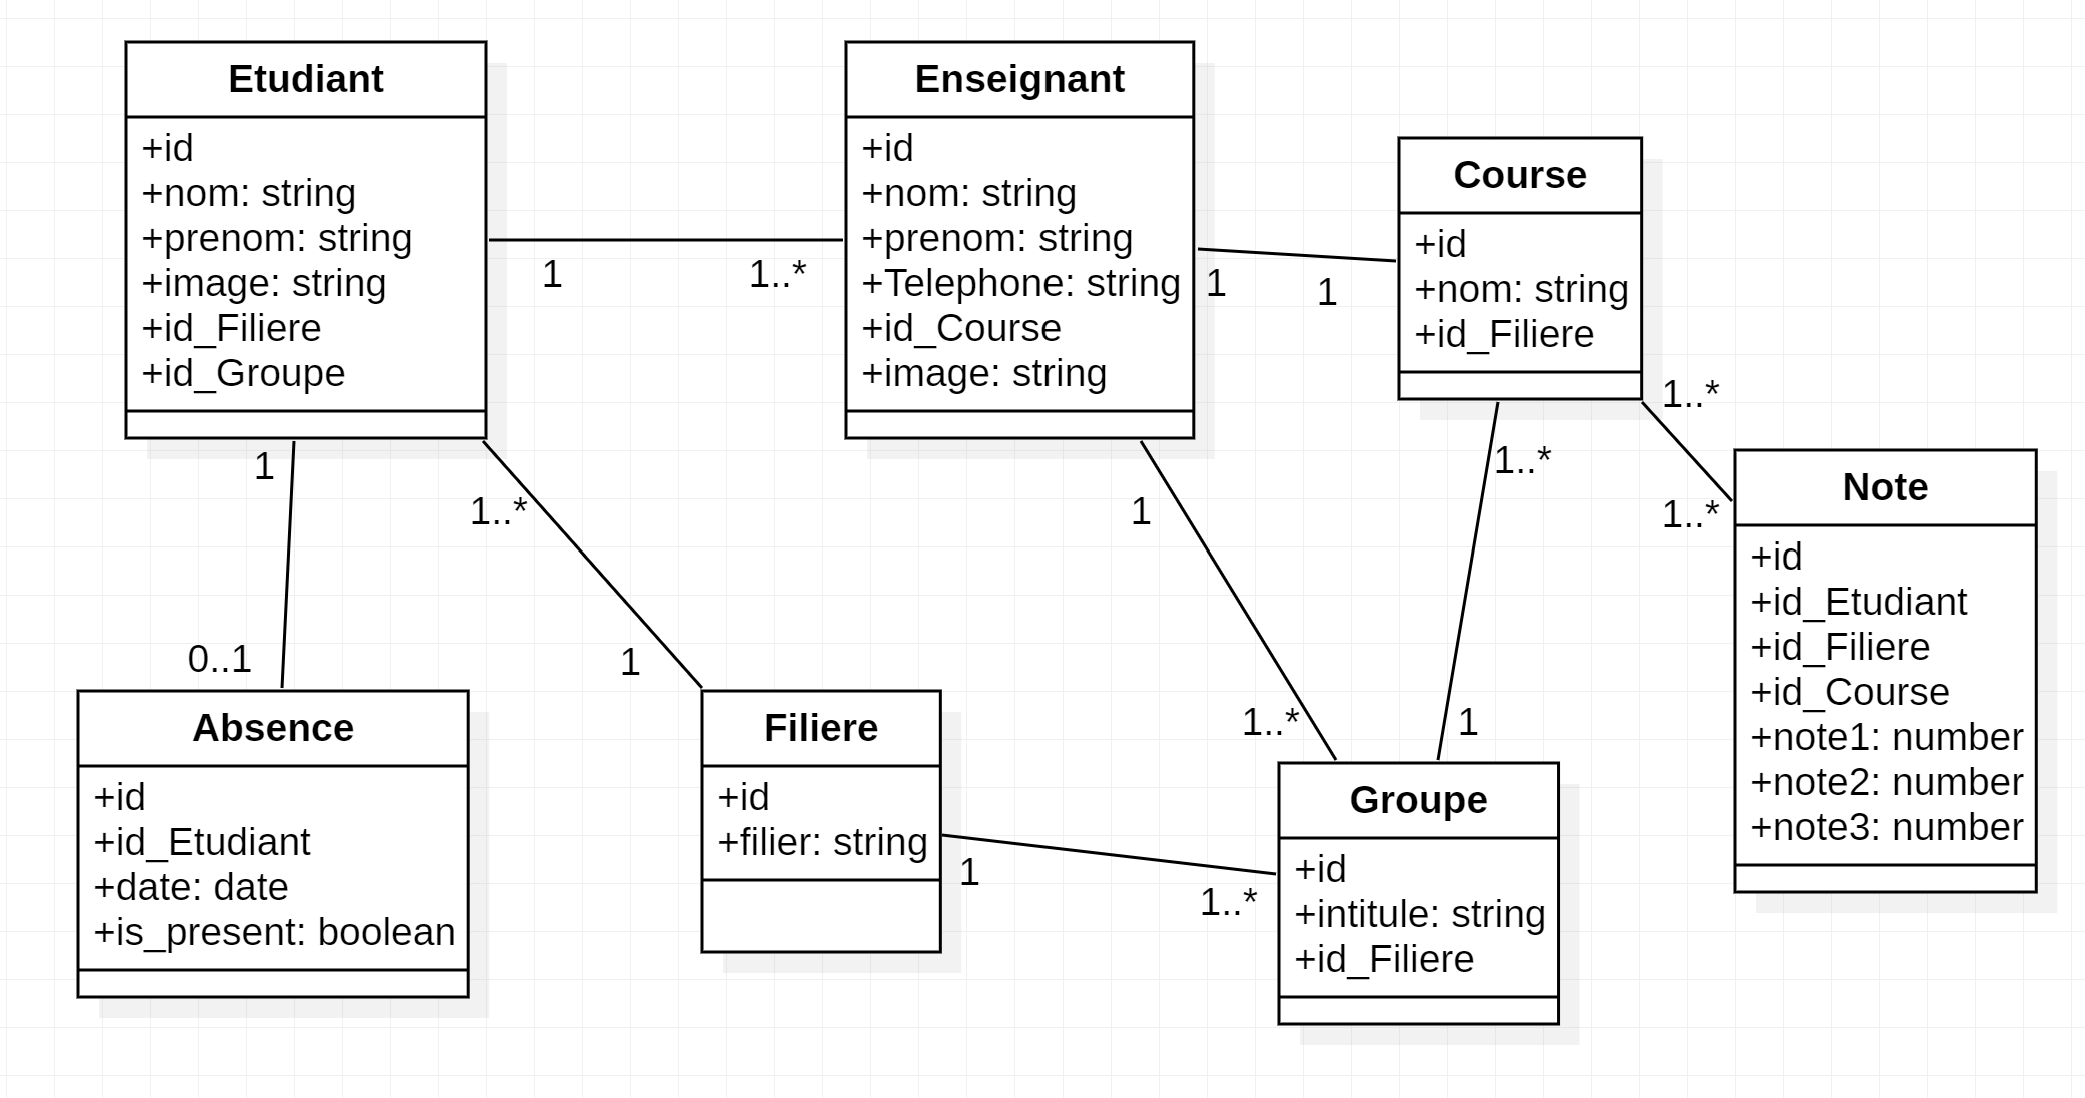 Etudiant
+id
+nom: string
+prenom: string
+image: string
+id_Filiere
+id_Groupe
1
1..*
Enseignant
+id
+nom: string
+prenom: string
+Telephone: string
+id_Course
+image: string
1
1
Course
+id
+nom: string
+id_Filiere
1..*
1..*
1..*
1
Note
+id
+id_Etudiant
+id_Filiere
+id_Course
+note1: number
+note2: number
+note3: number
1
0..1
1..*
1
1
1..*
Absence
+id
+id_Etudiant
+date: date
+is_present: boolean
Filiere
+id
+filier: string
1
1..*
Groupe
+id
+intitule: string
+id_Filiere